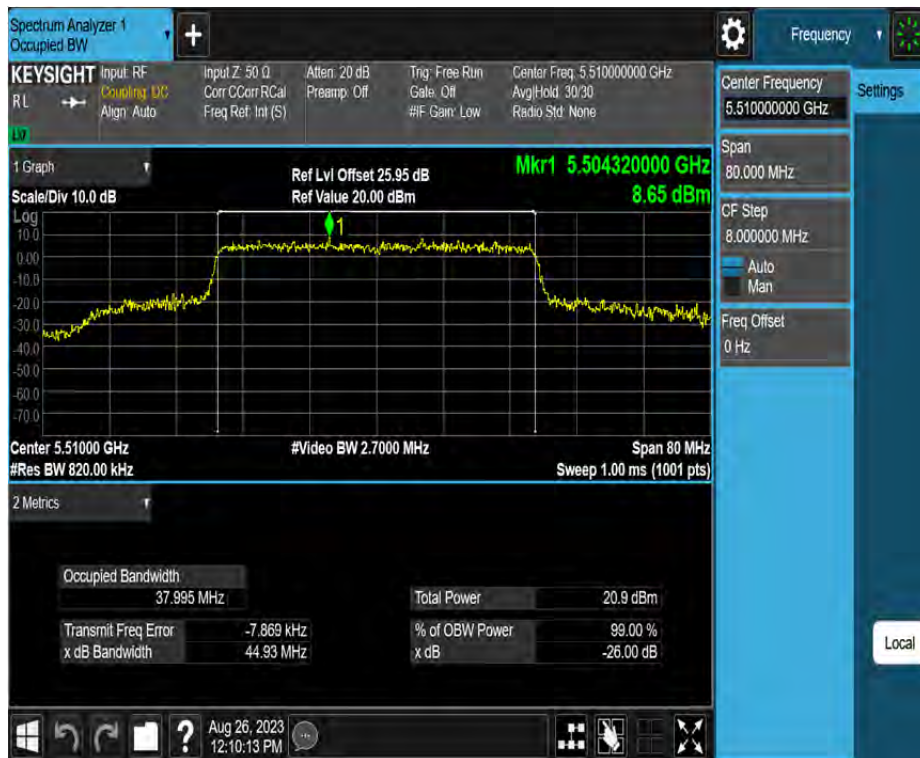 Spectrum Analyzer 1
Occupied BW
Frequency
KEYSIGHT
RL
Input: RF
Coupling: DC
Align: Auto
Input Z: 50 Ω
Corr CCorr RCal
Freq Ref: Int (S)
Atten: 20 dB
Preamp: Off
Trig: Free Run
Gate: Off
#IF Gain: Low
Center Freq: 5.510000000 GHz
Avg|Hold: 30/30
Radio Std: None
Center Frequency
5.510000000 GHz
Settings
Span
80.000 MHz
CF Step
8.000000 MHz
Auto
Man
Freq Offset
0 Hz
1 Graph
Scale/Div 10.0 dB
Ref Lvl Offset 25.95 dB
Ref Value 20.00 dBm
Mkr1 5.504320000 GHz
8.65 dBm
Log
10.0
0.00
-10.0
-20.0
-30.0
-40.0
-50.0
-60.0
-70.0
1
Center 5.51000 GHz
#Video BW 2.7000 MHz
Span 80 MHz
#Res BW 820.00 kHz
Sweep 1.00 ms (1001 pts)
2 Metrics
Occupied Bandwidth
37.995 MHz
Total Power 20.9 dBm
Transmit Freq Error -7.869 kHz
% of OBW Power 99.00 %
x dB Bandwidth 44.93 MHz
x dB -26.00 dB
Local
?
Aug 26, 2023
12:10:13 PM